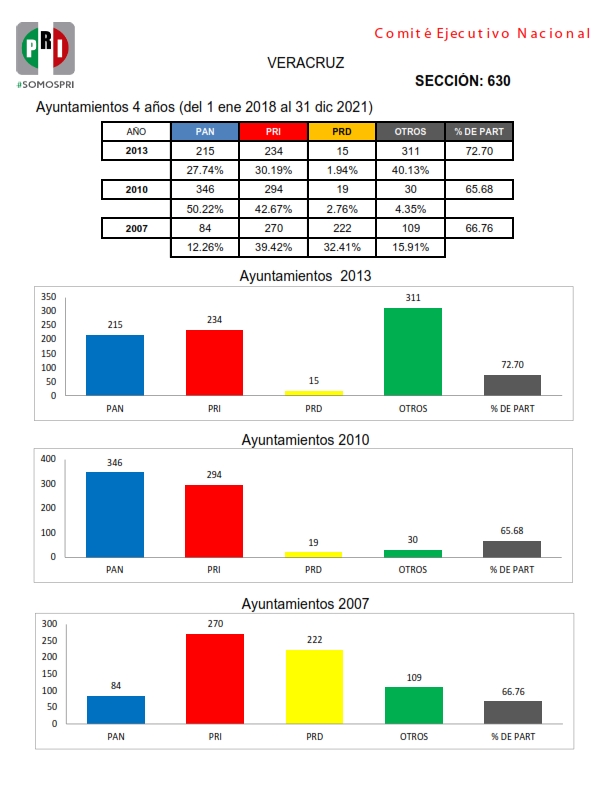 Comité Ejecutivo Nacional
PRI
#SOMOSPRI
VERACRUZ
SECCIÓN: 630
Ayuntamientos 4 años (del 1 ene 2018 al 31 dic 2021)
AÑO PAN PRI PRD OTROS % DE PART
2013 215 234 15 311 72.70
27.74% 30.19% 1.94% 40.13%
2010 346 294 19 30 65.68
50.22% 42.67% 2.76% 4.35%
2007 84 270 222 109 66.76
12.26% 39.42% 32.41% 15.91%
Ayuntamientos 2013
350
300
250
200
150
100
50
0
215 234 15 311 72.70
PAN PRI PRD OTROS % DE PART
Ayuntamientos 2010
400
300
200
100
0
346 294 19 30 65.68
PAN PRI PRD OTROS % DE PART
Ayuntamientos 2007
300
250
200
150
100
50
0
84 270 222 109 66.76
PAN PRI PRD OTROS % DE PART